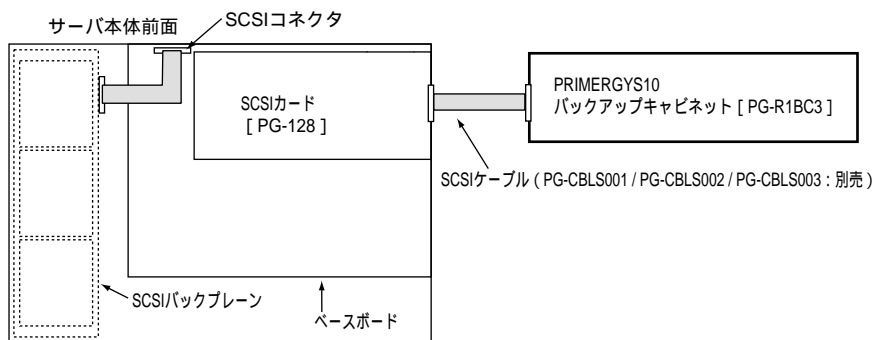 サーバ本体前面
SCSIコネクタ
SCSIカード
[ PG-128 ]
PRIMERGYS10
バックアップキャビネット [ PG-R1BC3 ]
SCSIケーブル ( PG-CBLS001 / PG-CBLS002 / PG-CBLS003 : 別売 )
SCSIバックプレーン
ベースボード